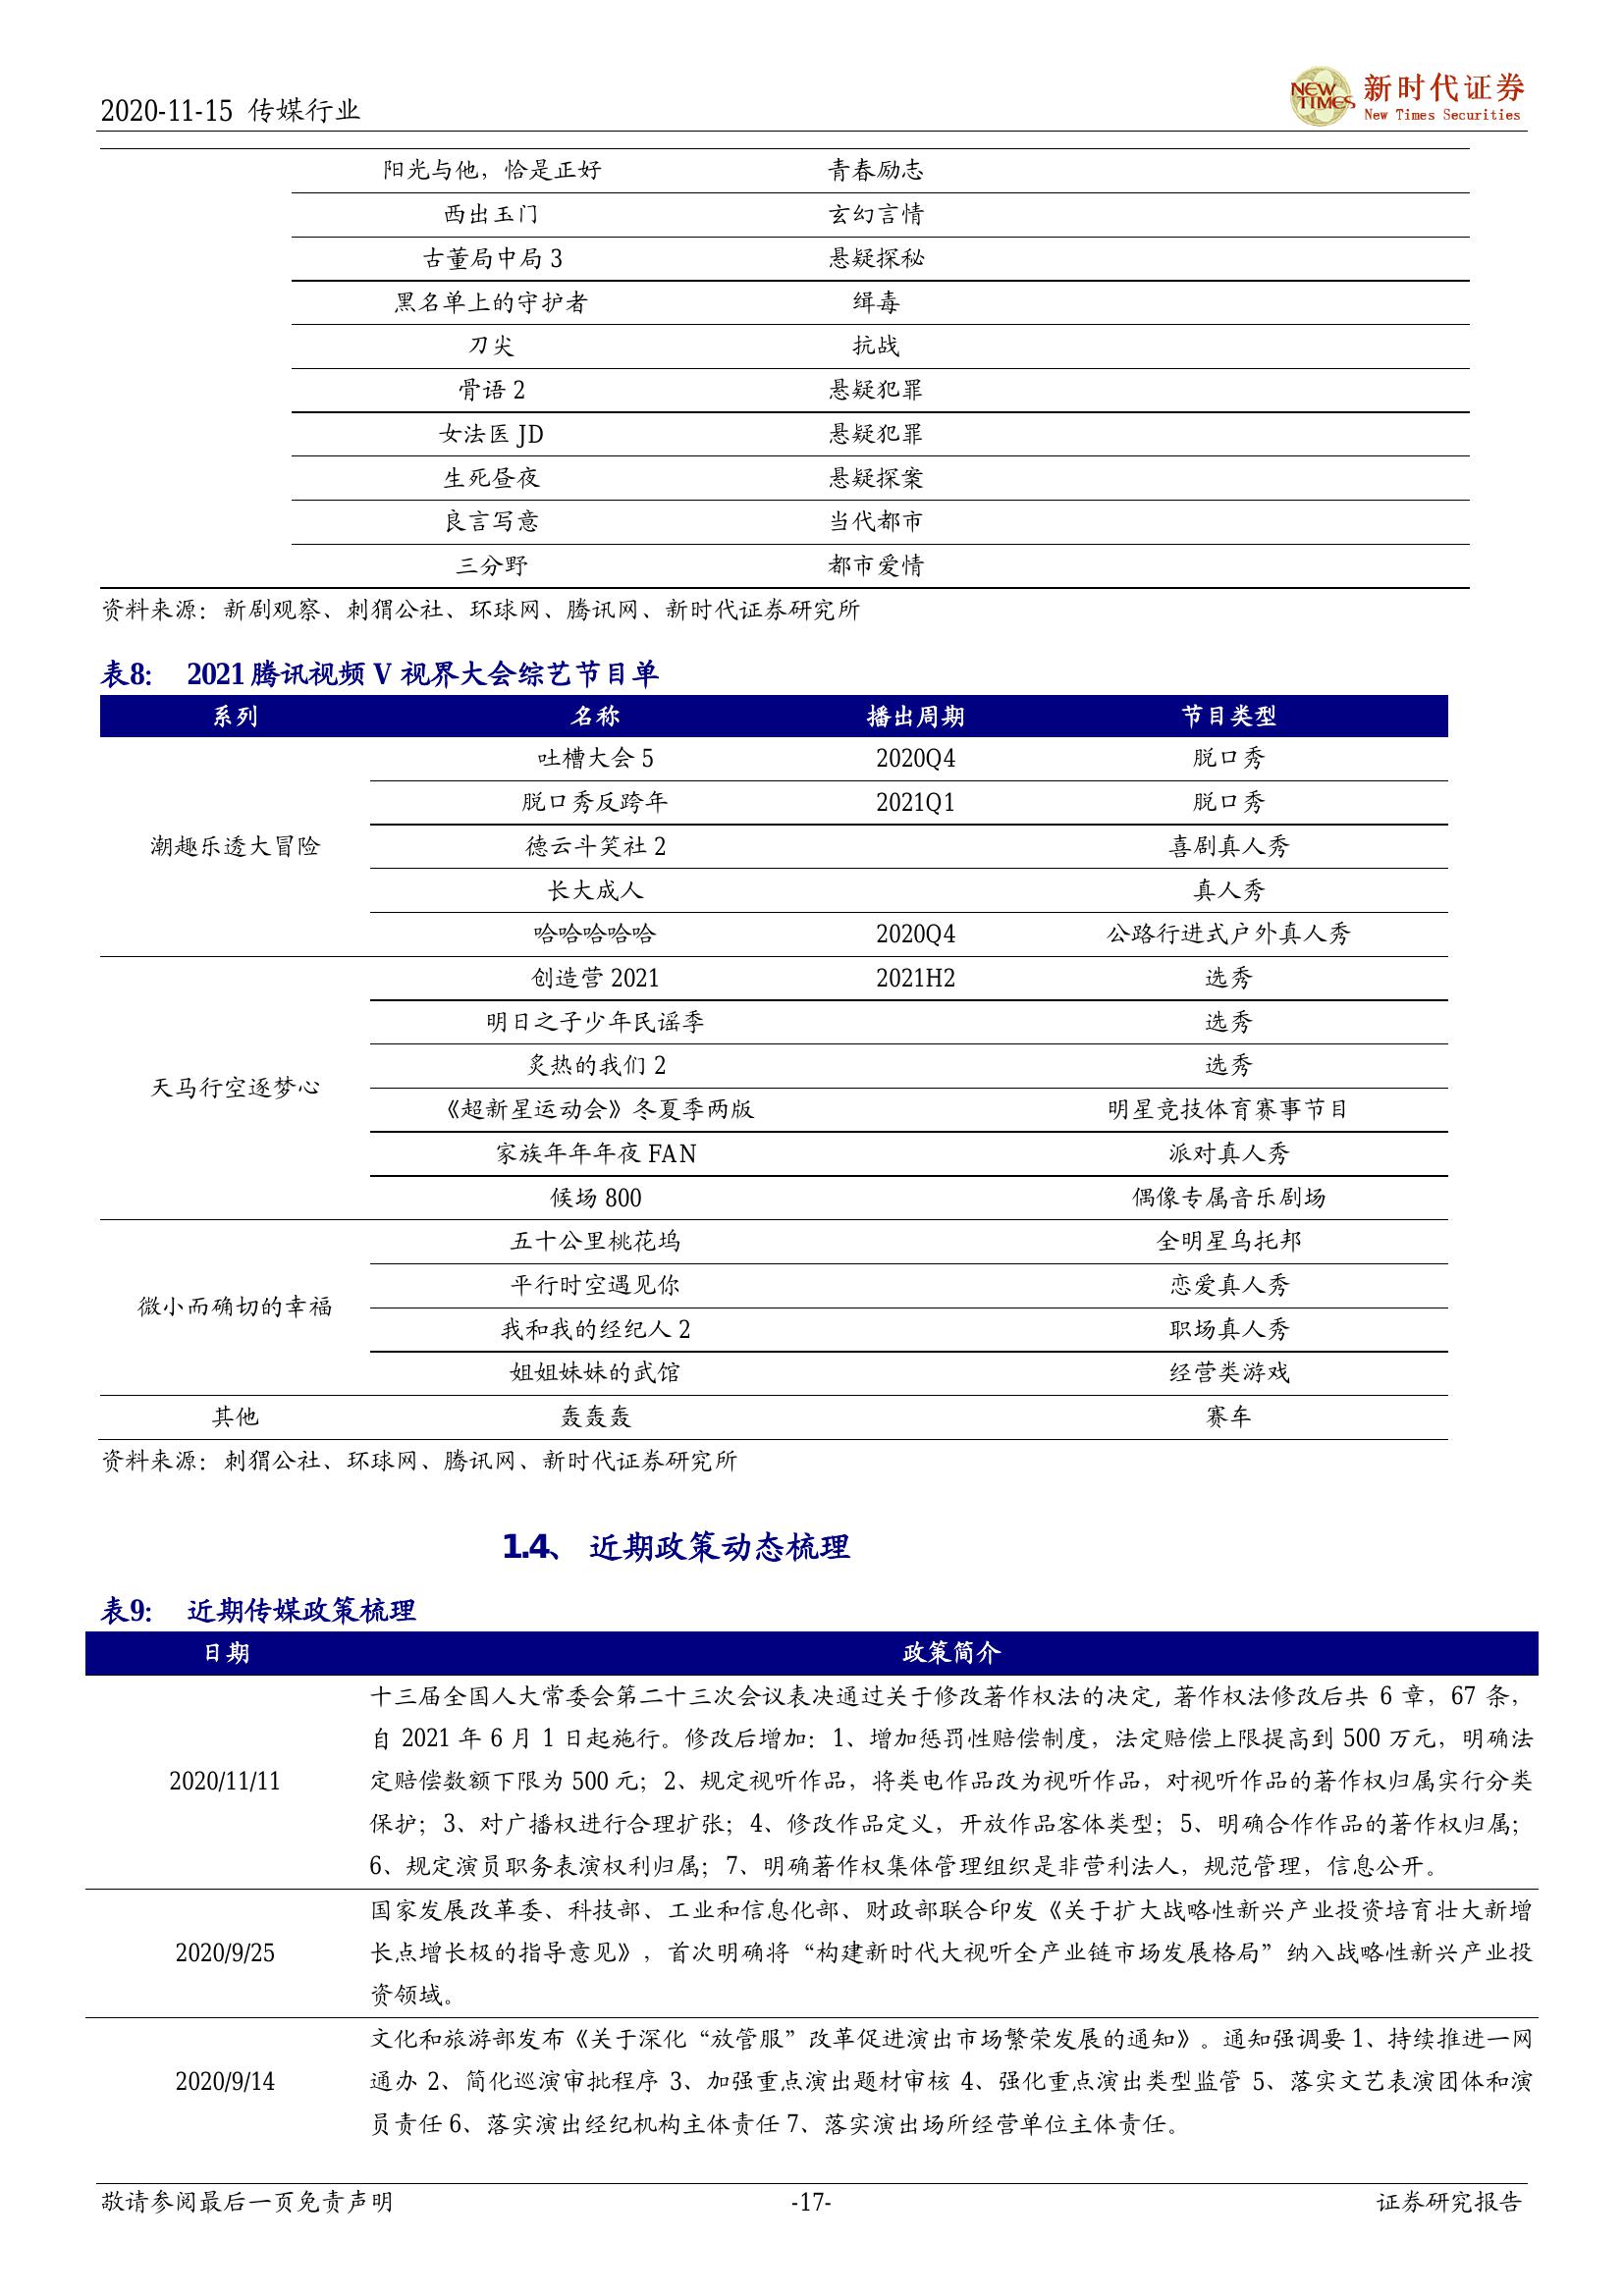 2020-11-15 传媒行业
NEW TIMES 新时代证券
New Times Securities
阳光与他，恰是正好 青春励志
西出玉门 玄幻言情
古董局中局 3 悬疑探秘
黑名单上的守护者 缉毒
刀尖 抗战
骨语 2 悬疑犯罪
女法医 JD 悬疑犯罪
生死昼夜 悬疑探案
良言写意 当代都市
三分野 都市爱情
资料来源：新剧观察、刺猬公社、环球网、腾讯网、新时代证券研究所
表8: 2021 腾讯视频 V 视界大会综艺节目单
系列 名称 播出周期 节目类型
吐槽大会 5 2020Q4 脱口秀
脱口秀反跨年 2021Q1 脱口秀
潮趣乐透大冒险 德云斗笑社 2 喜剧真人秀
长大成人 真人秀
哈哈哈哈哈 2020Q4 公路行进式户外真人秀
创造营 2021 2021H2 选秀
明日之子少年民谣季 选秀
炙热的我们 2 选秀
天马行空逐梦心
《超新星运动会》冬夏季两版 明星竞技体育赛事节目
家族年年年夜 FAN 派对真人秀
候场 800 偶像专属音乐剧场
五十公里桃花坞 全明星乌托邦
平行时空遇见你 恋爱真人秀
微小而确切的幸福
我和我的经纪人 2 职场真人秀
姐姐妹妹的武馆 经营类游戏
其他 轰轰轰 赛车
资料来源：刺猬公社、环球网、腾讯网、新时代证券研究所
1.4、 近期政策动态梳理
表9: 近期传媒政策梳理
日期 政策简介
十三届全国人大常委会第二十三次会议表决通过关于修改著作权法的决定，著作权法修改后共 6 章，67 条，
自 2021 年 6 月 1 日起施行。修改后增加：1、增加惩罚性赔偿制度，法定赔偿上限提高到 500 万元，明确法
2020/11/11 定赔偿数额下限为 500 元；2、规定视听作品，将类电作品改为视听作品，对视听作品的著作权归属实行分类
保护；3、对广播权进行合理扩张；4、修改作品定义，开放作品客体类型；5、明确合作作品的著作权归属；
6、规定演员职务表演权利归属；7、明确著作权集体管理组织是非营利法人，规范管理，信息公开。
国家发展改革委、科技部、工业和信息化部、财政部联合印发《关于扩大战略性新兴产业投资培育壮大新增
2020/9/25 长点增长极的指导意见》，首次明确将“构建新时代大视听全产业链市场发展格局”纳入战略性新兴产业投
资领域。
文化和旅游部发布《关于深化“放管服”改革促进演出市场繁荣发展的通知》。通知强调要 1、持续推进一网
2020/9/14 通办 2、简化巡演审批程序 3、加强重点演出题材审核 4、强化重点演出类型监管 5、落实文艺表演团体和演
员责任 6、落实演出经纪机构主体责任 7、落实演出场所经营单位主体责任。
敬请参阅最后一页免责声明 -17- 证券研究报告